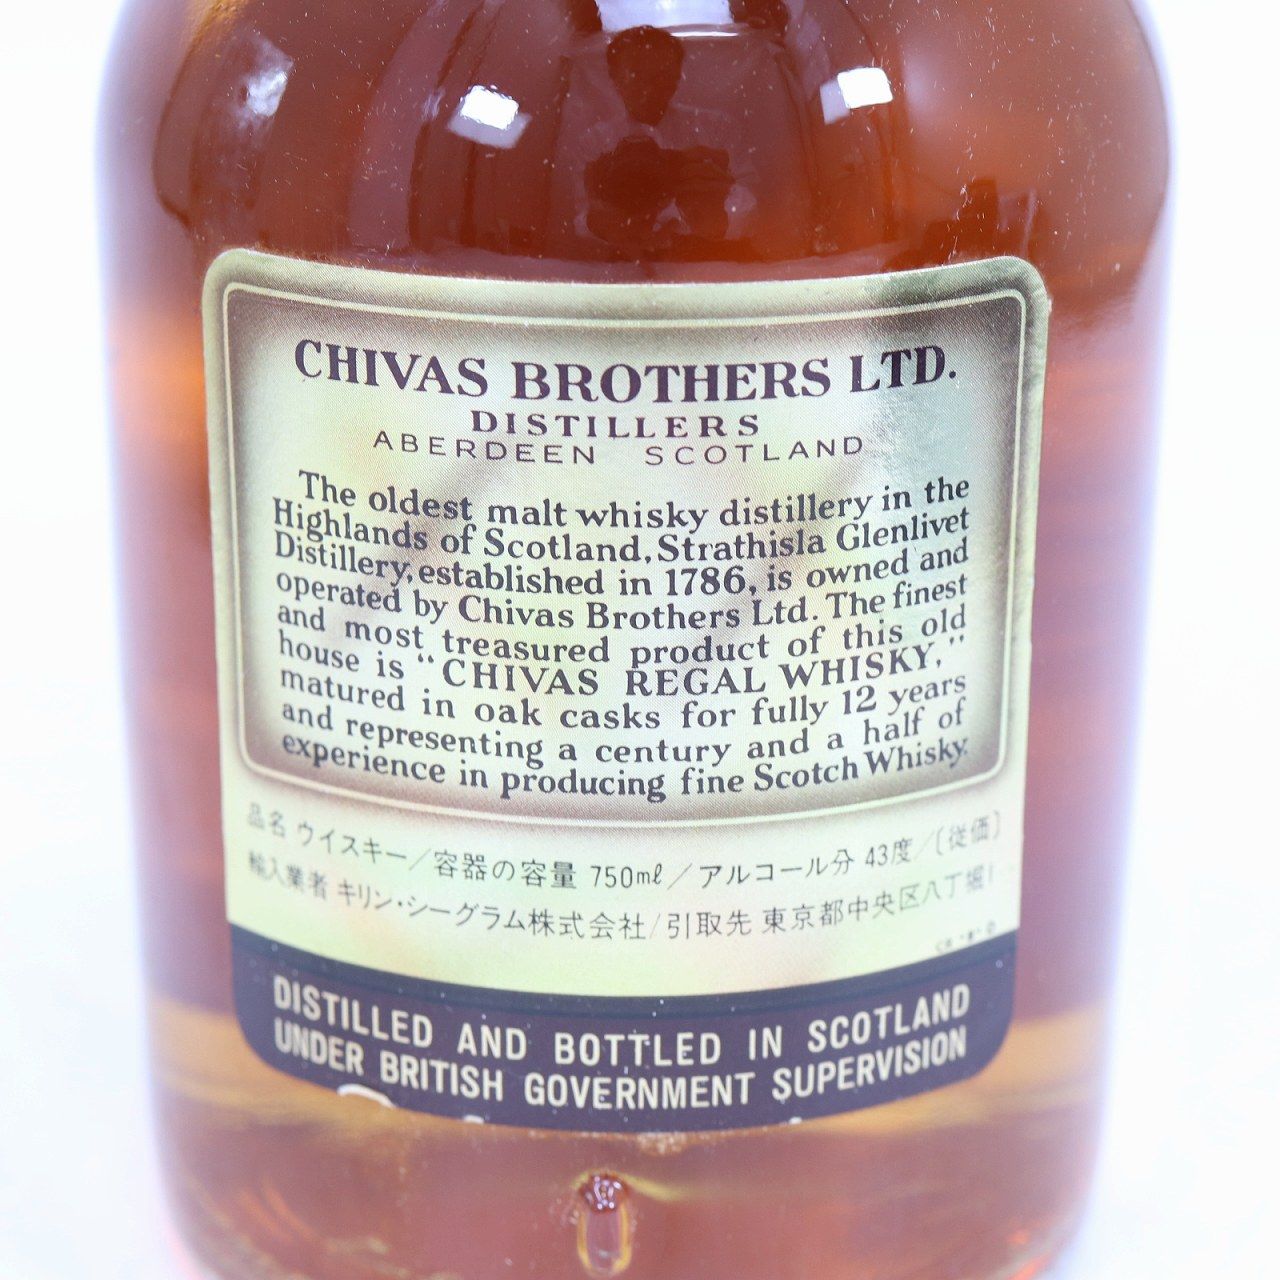 CHIVAS BROTHERS LTD.
DISTILLERS
ABERDEEN SCOTLAND
The oldest malt whisky distillery in the
Highlands of Scotland, Strathisla Glenlivet
Distillery, established in 1786, is owned and
operated by Chivas Brothers Ltd. The finest
and most treasured product of this old
house is “CHIVAS REGAL WHISKY,”
matured in oak casks for fully 12 years
and representing a century and a half of
experience in producing fine Scotch Whisky.
品名 ウイスキー/容器の容量 750mℓ/アルコール分 43度/〔従価〕
輸入業者 キリン・シーグラム株式会社/引取先 東京都中央区八丁堀1
DISTILLED AND BOTTLED IN SCOTLAND
UNDER BRITISH GOVERNMENT SUPERVISION